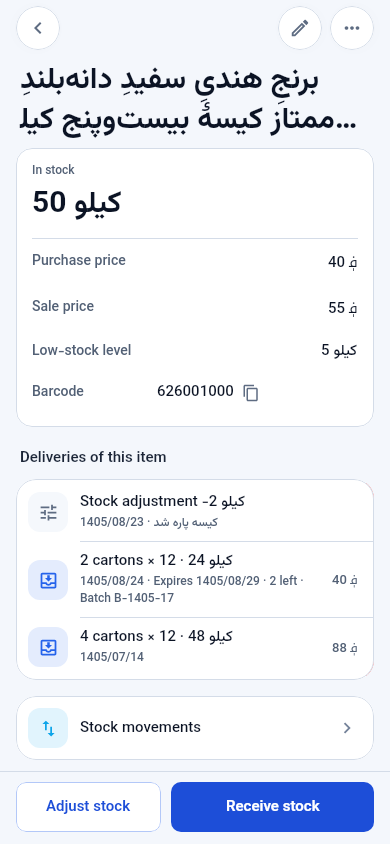 برنجِ هندیِ سفیدِ دانه‌بلندِ
ممتاز کیسهٔ بیست‌وپنج کیل…
In stock
50 کیلو
Purchase price
40 ؋
Sale price
55 ؋
Low-stock level
5 کیلو
Barcode
626001000
Deliveries of this item
Stock adjustment -2 کیلو
1405/08/23 · کیسه پاره شد
2 cartons × 12 · 24 کیلو
1405/08/24 · Expires 1405/08/29 · 2 left ·
Batch B-1405-17
40 ؋
4 cartons × 12 · 48 کیلو
1405/07/14
88 ؋
Stock movements
Adjust stock
Receive stock